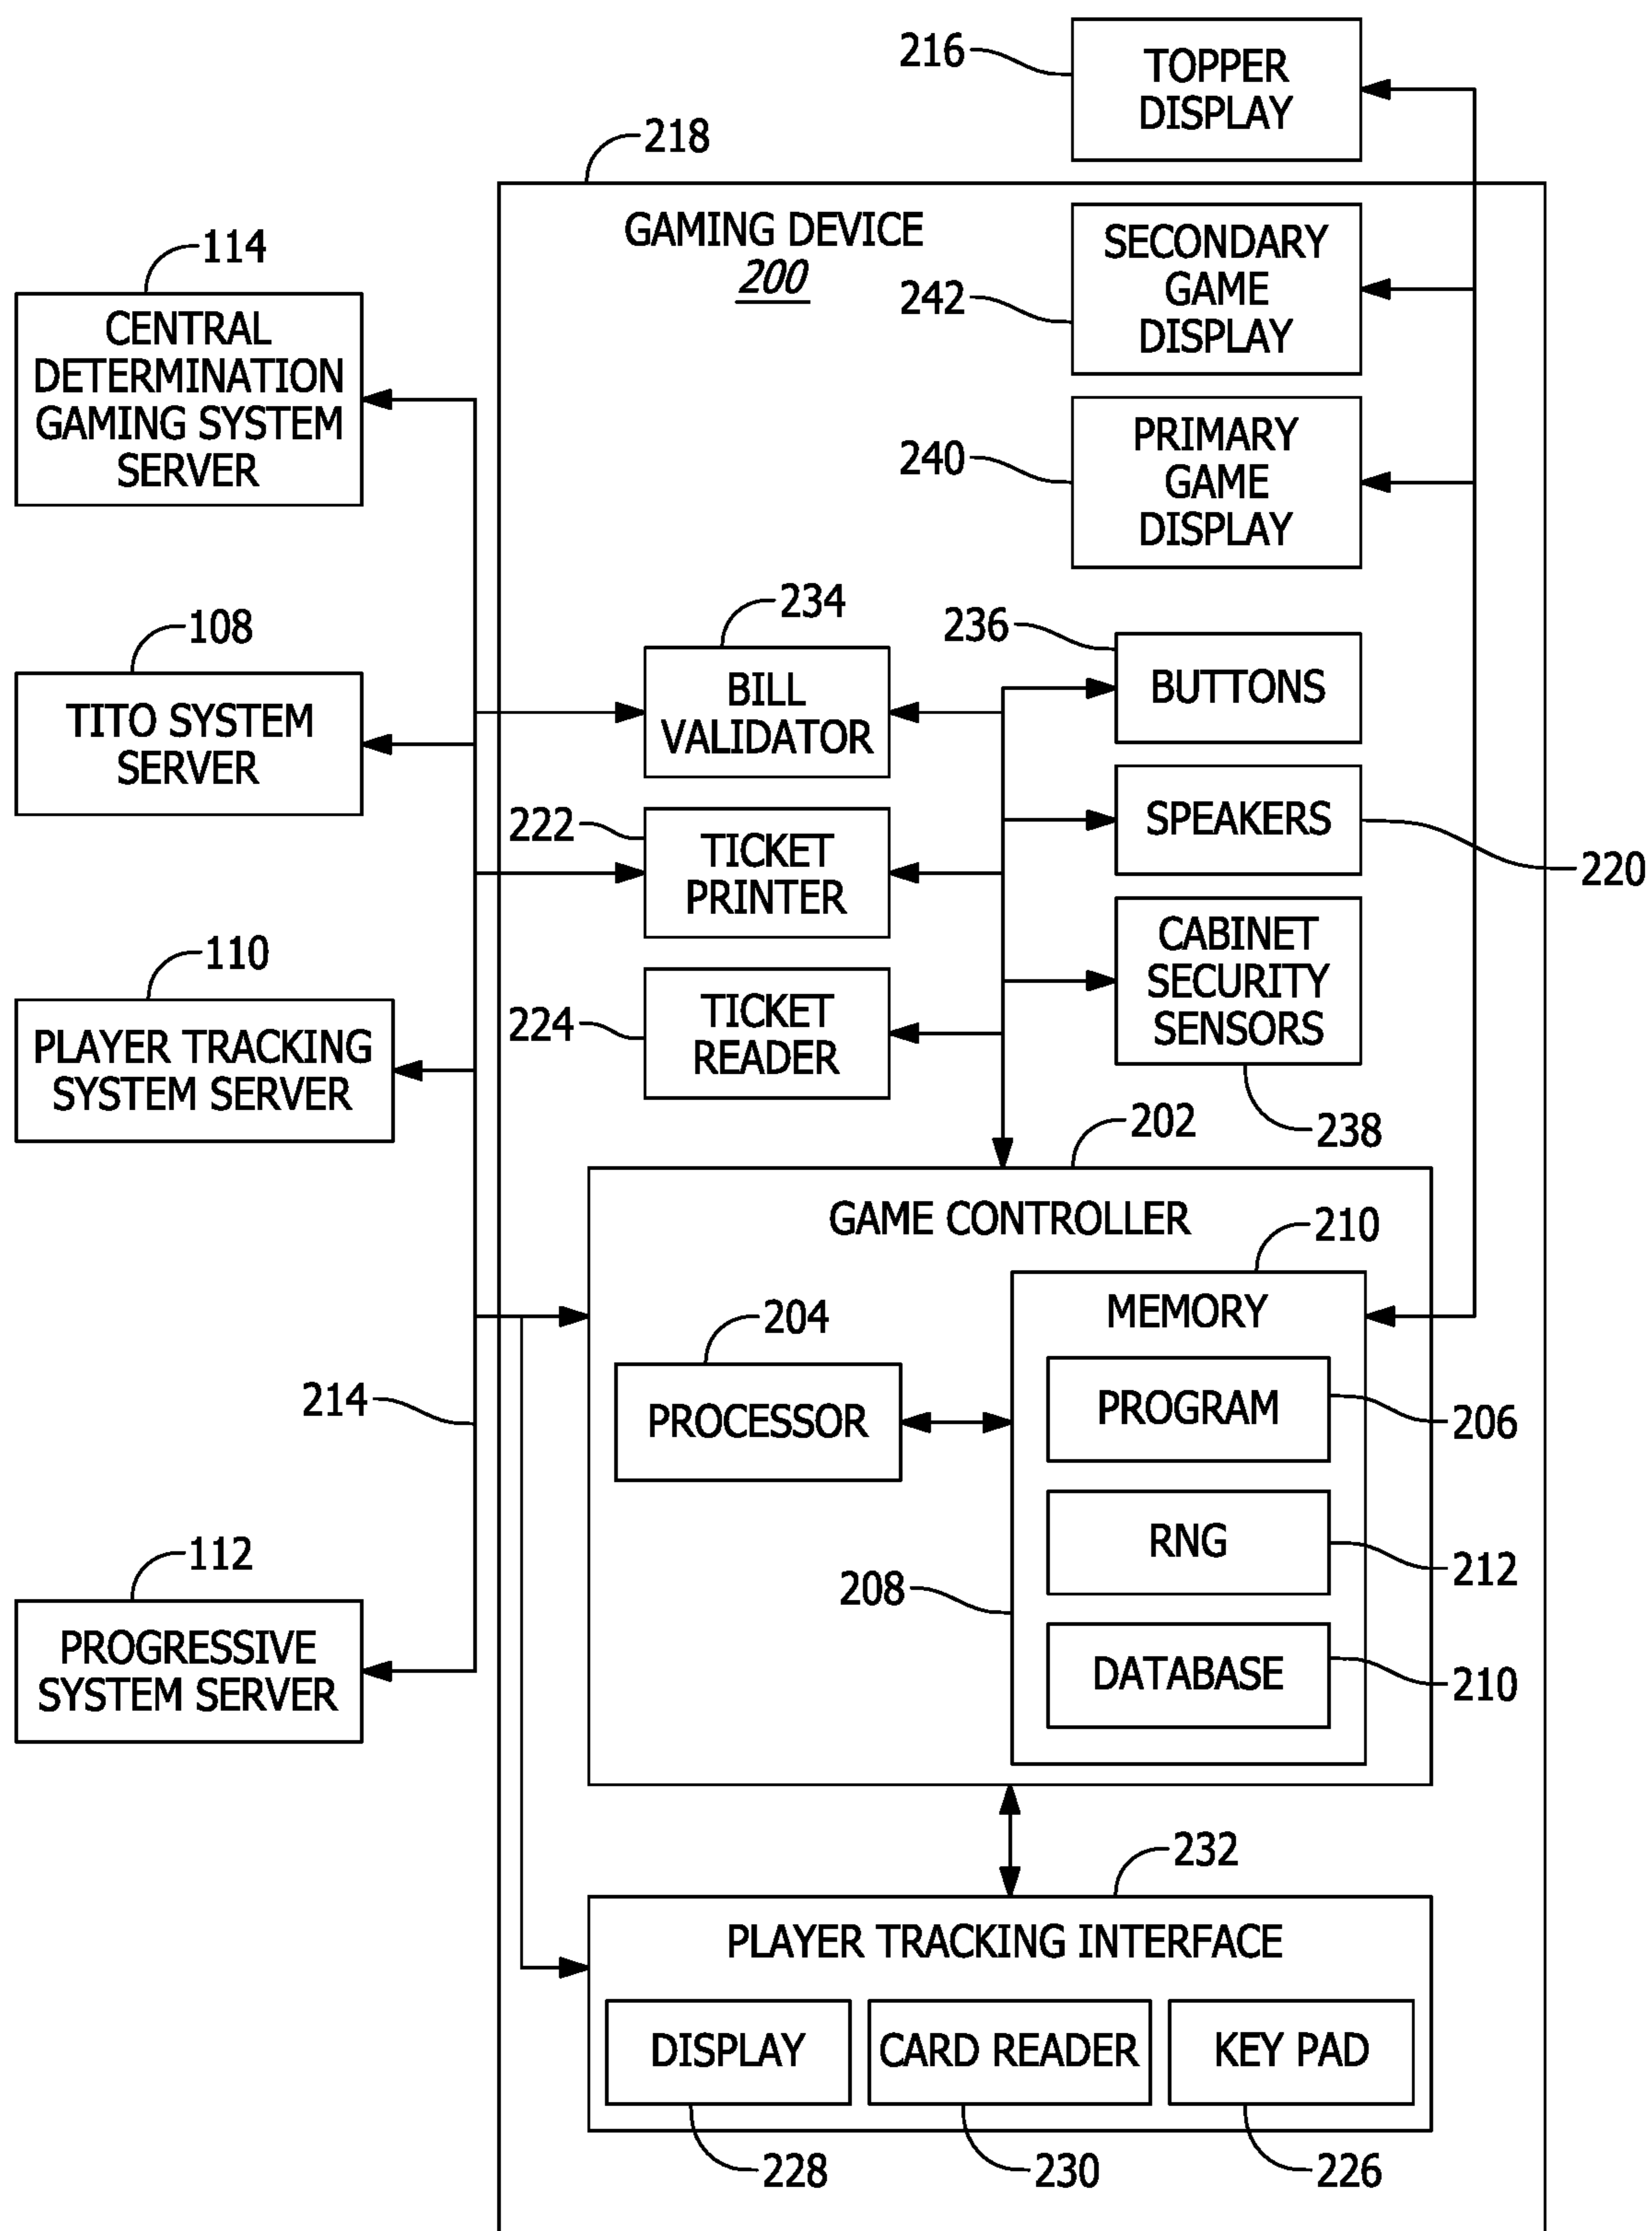 216
TOPPER
DISPLAY
218
GAMING DEVICE
200
SECONDARY
GAME
DISPLAY
242
114
CENTRAL
DETERMINATION
GAMING SYSTEM
SERVER
PRIMARY
GAME
DISPLAY
240
108
TITO SYSTEM
SERVER
234
BILL
VALIDATOR
236
BUTTONS
222
TICKET
PRINTER
SPEAKERS
220
110
PLAYER TRACKING
SYSTEM SERVER
224
TICKET
READER
CABINET
SECURITY
SENSORS
238
202
GAME CONTROLLER
210
MEMORY
204
PROCESSOR
214
PROGRAM
206
RNG
212
208
DATABASE
210
112
PROGRESSIVE
SYSTEM SERVER
232
PLAYER TRACKING INTERFACE
DISPLAY
CARD READER
KEY PAD
228
230
226